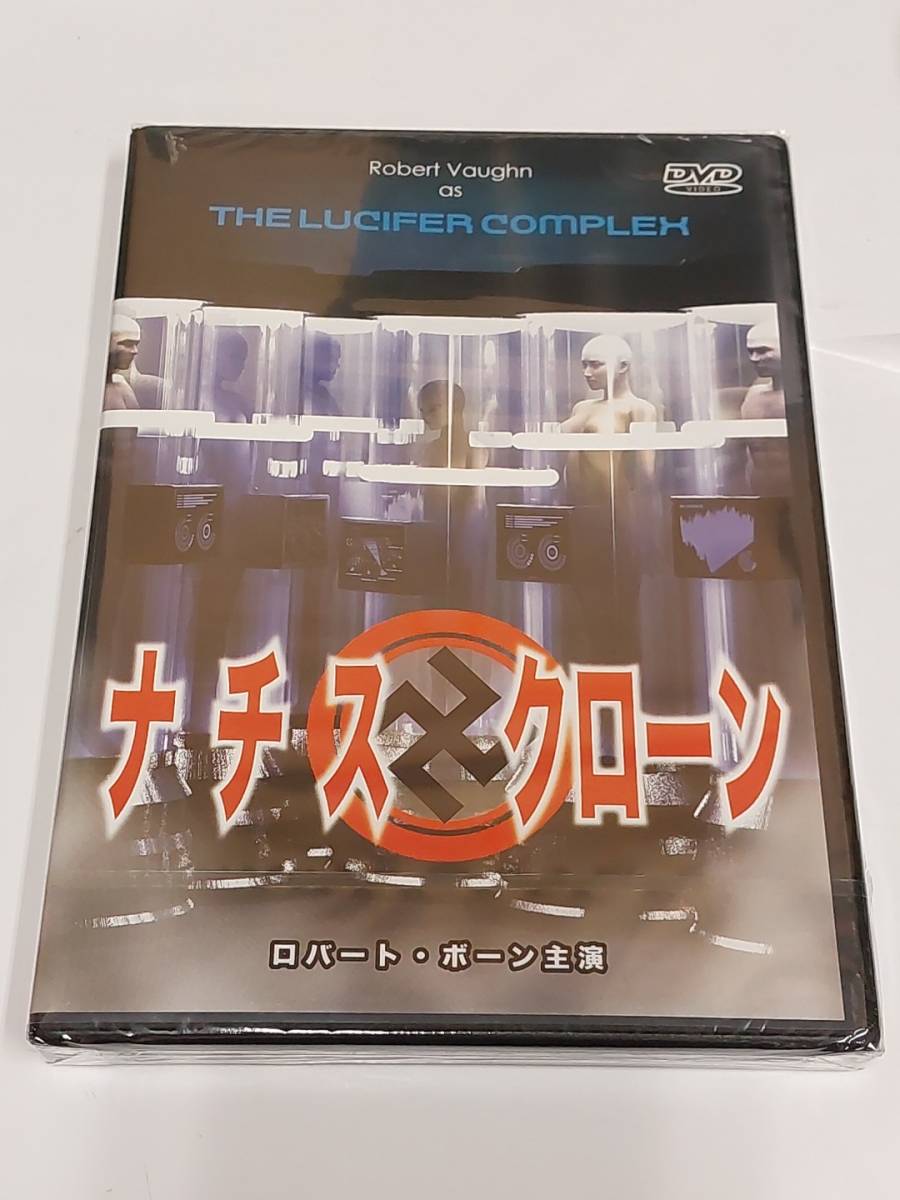 Robert Vaughn
as
THE LUCIFER COMPLEX
DVD
VIDEO
ナチスクローン
ロバート・ボーン主演